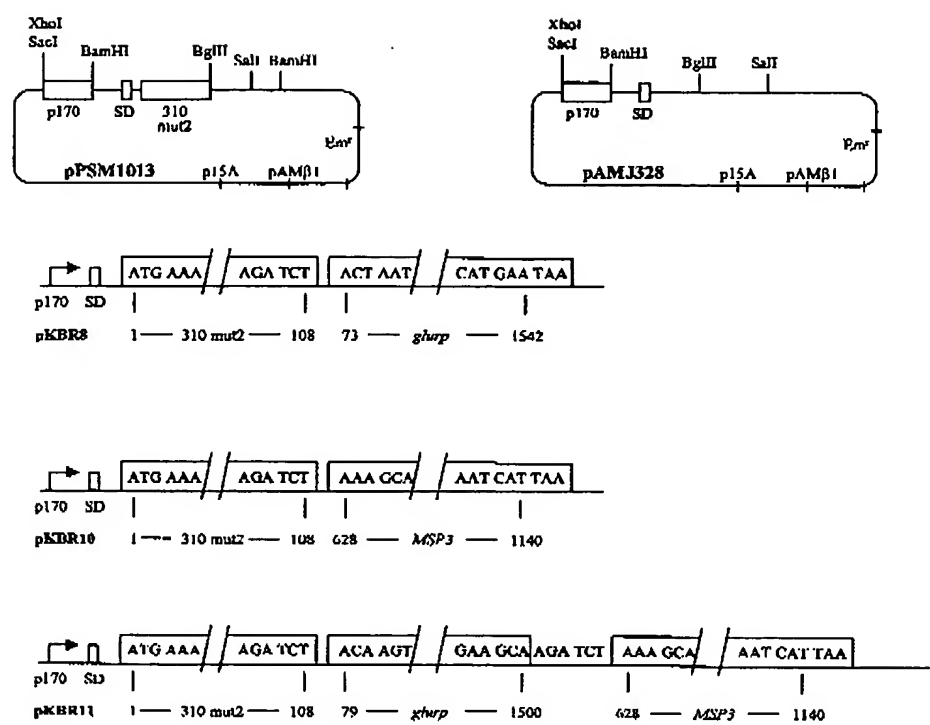 XhoI
SacI
BamHI
BglII
SalI
BamHI
p170
SD
310
mut2
Emʳ
pPSM1013
p15A
pAMβ1
XhoI
SacI
BamHI
BglII
SalI
p170
SD
Emʳ
pAMJ328
p15A
pAMβ1
ATG AAA AGA TCT ACT AAT CAT GAA TAA
p170 SD
pKBR8 1 310 mut2 108 73 glurp 1542
ATG AAA AGA TCT AAA GCA AAT CAT TAA
p170 SD
pKBR10 1 310 mut2 108 628 MSP3 1140
ATG AAA AGA TCT ACA AGT GAA GCA AGA TCT AAA GCA AAT CAT TAA
p170 SD
pKBR11 1 310 mut2 108 79 glurp 1500 628 MSP3 1140